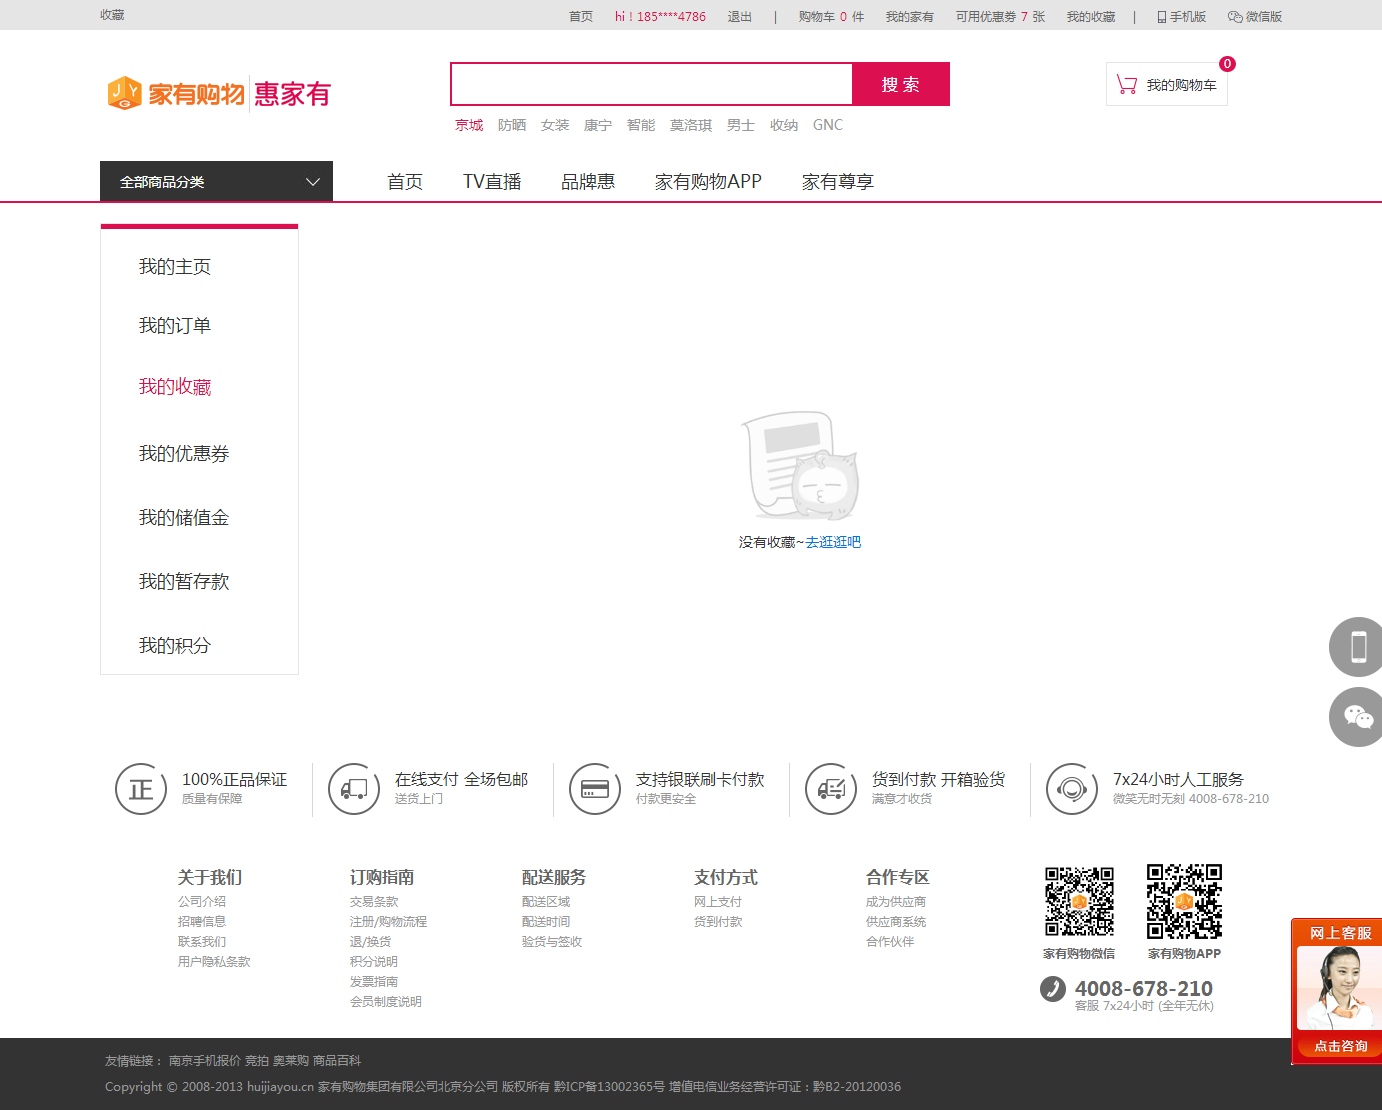 收藏
首页 hi！185****4786 退出 | 购物车 0 件 我的家有 可用优惠券 7 张 我的收藏 | 手机版 微信版
JYG 家有购物 惠家有
搜 索
0
我的购物车
京城 防晒 女装 康宁 智能 莫洛琪 男士 收纳 GNC
全部商品分类
首页 TV直播 品牌惠 家有购物APP 家有尊享
我的主页
我的订单
我的收藏
我的优惠券
我的储值金
我的暂存款
我的积分
没有收藏~去逛逛吧
正
100%正品保证
质量有保障
在线支付 全场包邮
送货上门
支持银联刷卡付款
付款更安全
货到付款 开箱验货
满意才收货
7x24小时人工服务
微笑无时无刻 4008-678-210
关于我们
公司介绍
招聘信息
联系我们
用户隐私条款
订购指南
交易条款
注册/购物流程
退/换货
积分说明
发票指南
会员制度说明
配送服务
配送区域
配送时间
验货与签收
支付方式
网上支付
货到付款
合作专区
成为供应商
供应商系统
合作伙伴
家有购物微信
家有购物APP
4008-678-210
客服 7x24小时 (全年无休)
网上客服
点击咨询
友情链接： 南京手机报价 竞拍 奥莱购 商品百科
Copyright © 2008-2013 huijiayou.cn 家有购物集团有限公司北京分公司 版权所有 黔ICP备13002365号 增值电信业务经营许可证：黔B2-20120036